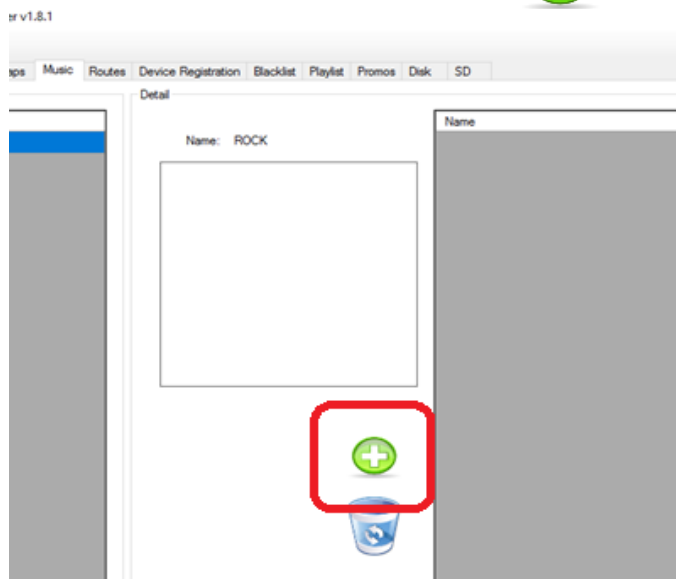 er v1.8.1
aps Music Routes Device Registration Blacklist Playlist Promos Disk SD
Detail
Name
Name: ROCK